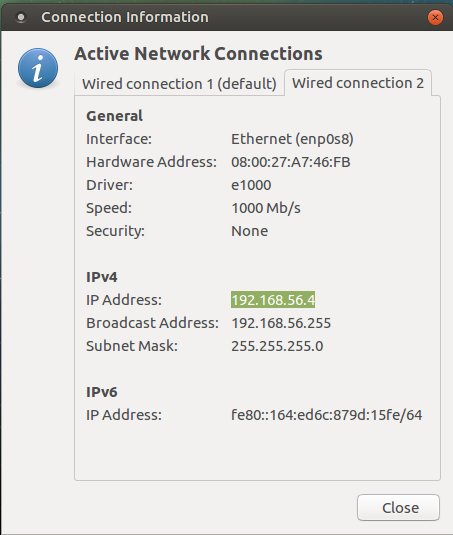 Connection Information
Active Network Connections
Wired connection 1 (default) Wired connection 2
General
Interface: Ethernet (enp0s8)
Hardware Address: 08:00:27:A7:46:FB
Driver: e1000
Speed: 1000 Mb/s
Security: None
IPv4
IP Address: 192.168.56.4
Broadcast Address: 192.168.56.255
Subnet Mask: 255.255.255.0
IPv6
IP Address: fe80::164:ed6c:879d:15fe/64
Close